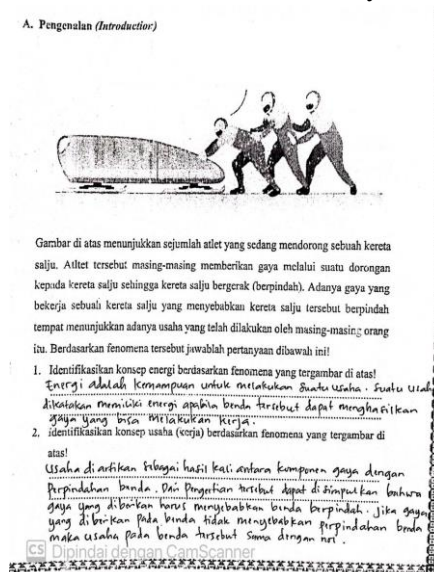 A. Pengenalan (Introduction)
Gambar di atas menunjukkan sejumlah atlet yang sedang mendorong sebuah kereta
salju. Atltet tersebut masing-masing memberikan gaya melalui suatu dorongan
kepada kereta salju sehingga kereta salju bergerak (berpindah). Adanya gaya yang
bekerja sebuah kereta salju yang menyebabkan kereta salju tersebut berpindah
tempat menunjukkan adanya usaha yang telah dilakukan oleh masing-masing orang
itu. Berdasarkan fenomena tersebut jawablah pertanyaan dibawah ini!
1. Identifikasikan konsep energi berdasarkan fenomena yang tergambar di atas!
Energi adalah kemampuan untuk melakukan suatu usaha. Suatu usah
dikatakan memiliki energi apabila benda tersebut dapat menghasilkan
gaya yang bisa melakukan kerja.
2. identifikasikan konsep usaha (kerja) berdasarkan fenomena yang tergambar di
atas!
Usaha di artikan sebagai hasil kali antara komponen gaya dengan
Perpindahan benda. Dari Pengertian tersebut dapat di simpulkan bahwa
gaya yang diberikan harus menyebabkan benda berpindah. Jika gaya
yang diberikan pada benda tidak menyebabkan perpindahan benda
maka usaha pada benda tersebut sama dengan nol.
CS Dipindai dengan CamScanner